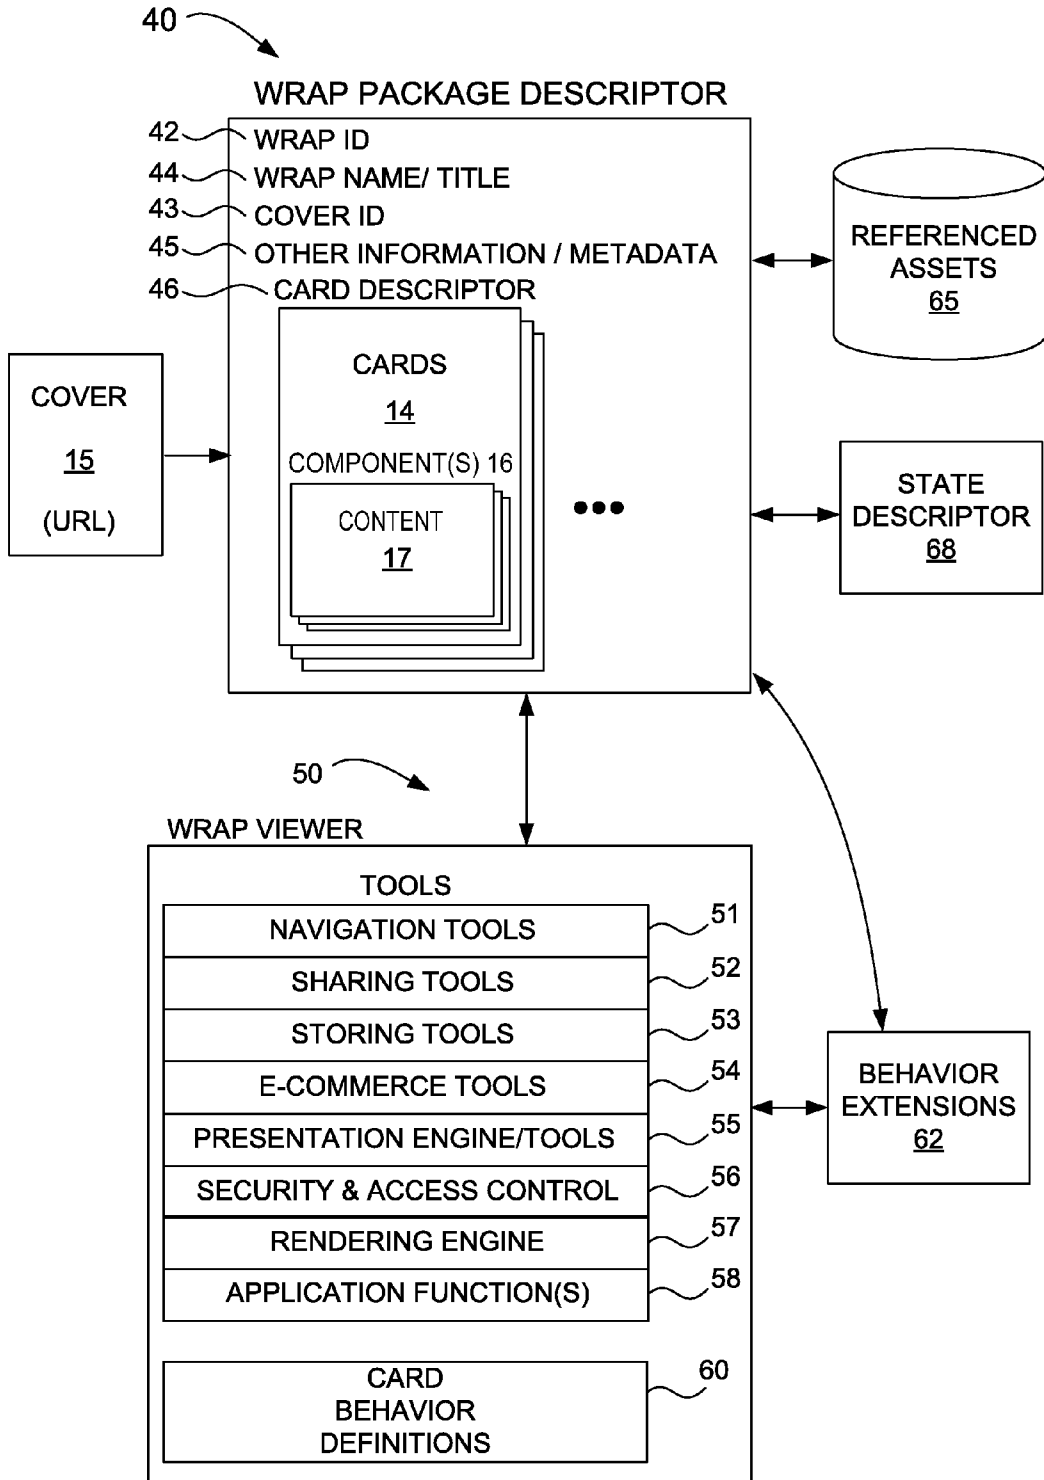 40
WRAP PACKAGE DESCRIPTOR
42 WRAP ID
44 WRAP NAME/ TITLE
43 COVER ID
45 OTHER INFORMATION / METADATA
46 CARD DESCRIPTOR
CARDS
14
COMPONENT(S) 16
CONTENT
17
COVER
15
(URL)
REFERENCED
ASSETS
65
STATE
DESCRIPTOR
68
50
WRAP VIEWER
TOOLS
NAVIGATION TOOLS 51
SHARING TOOLS 52
STORING TOOLS 53
E-COMMERCE TOOLS 54
PRESENTATION ENGINE/TOOLS 55
SECURITY & ACCESS CONTROL 56
RENDERING ENGINE 57
APPLICATION FUNCTION(S) 58
CARD 60
BEHAVIOR
DEFINITIONS
BEHAVIOR
EXTENSIONS
62